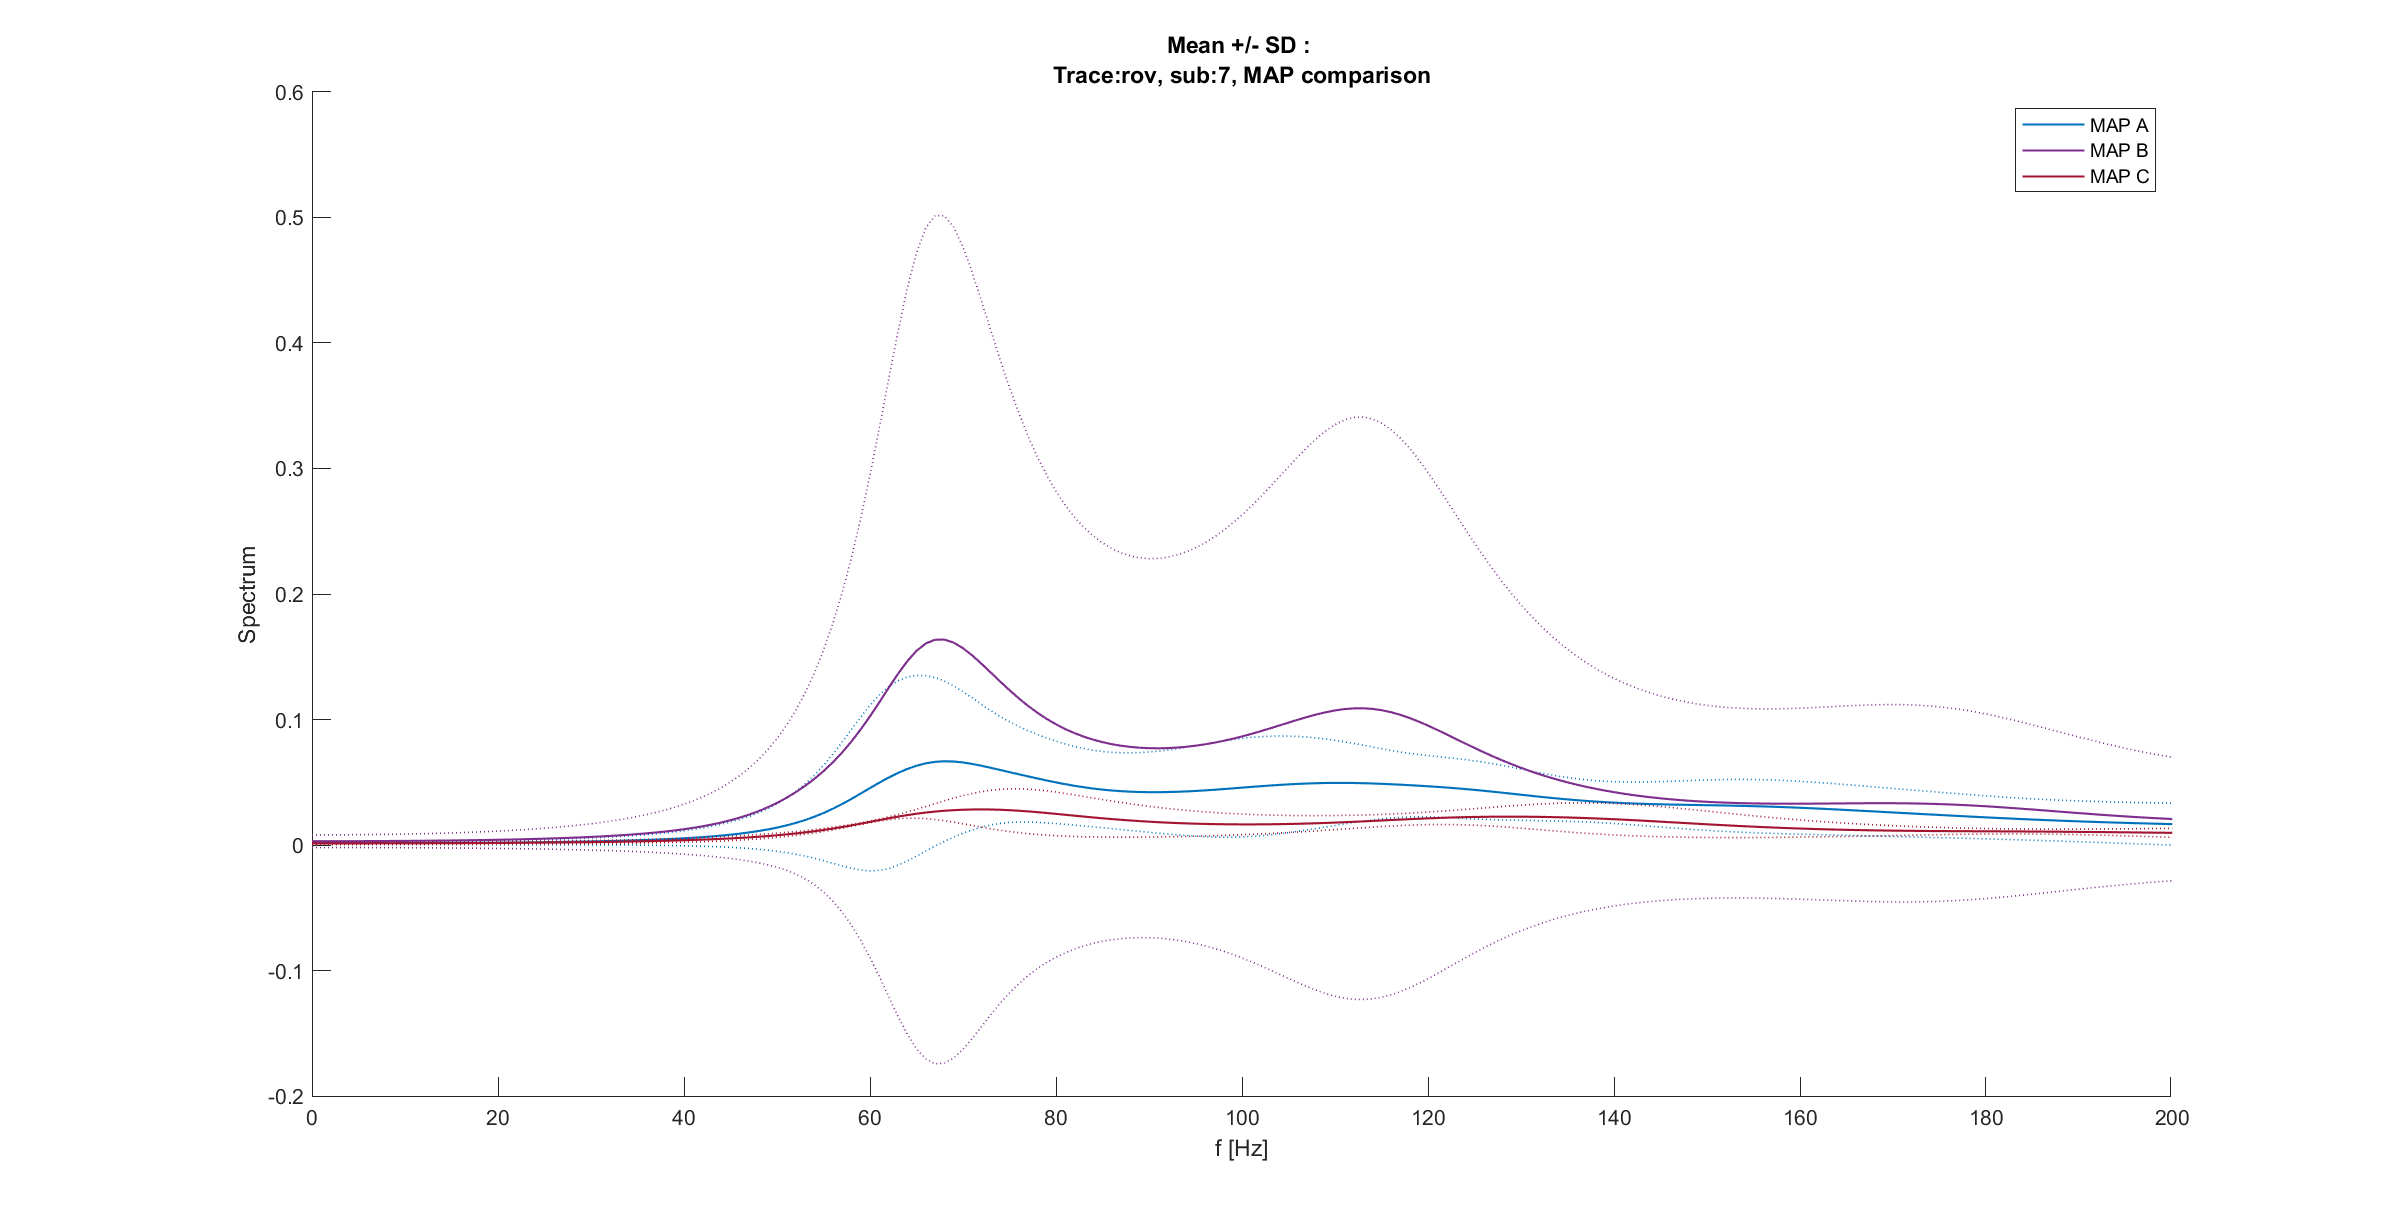 Mean +/- SD :
Trace:rov, sub:7, MAP comparison
MAP A
MAP B
MAP C
0.6
0.5
0.4
0.3
0.2
0.1
0
-0.1
-0.2
Spectrum
0 20 40 60 80 100 120 140 160 180 200
f [Hz]